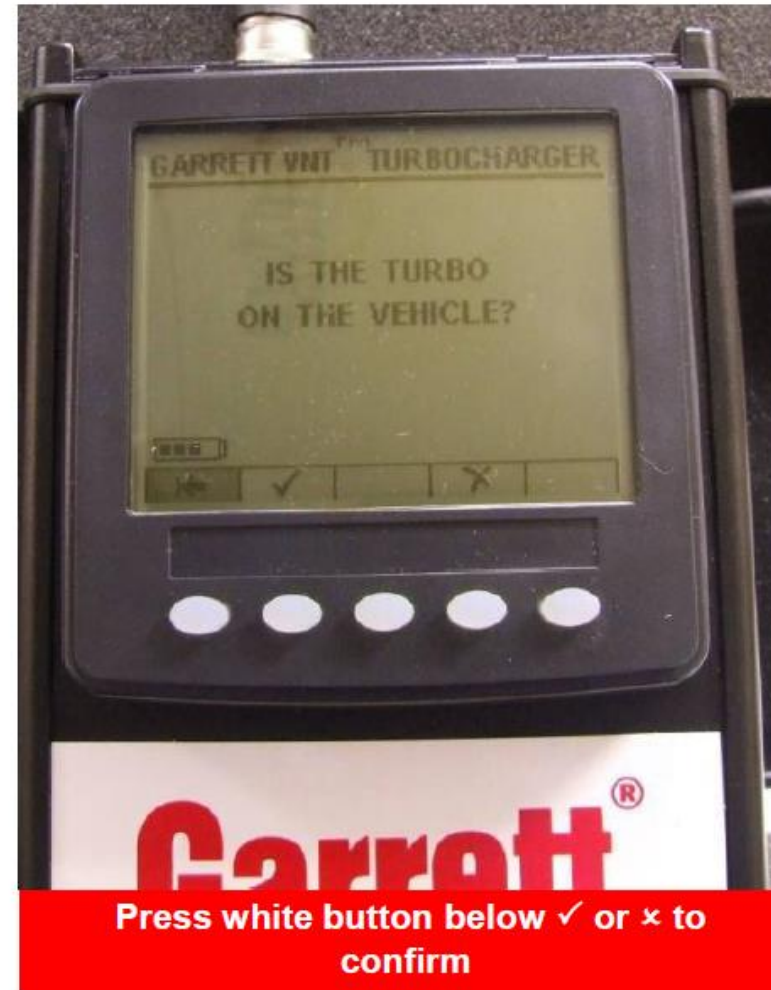 GARRETT VNT™ TURBOCHARGER
IS THE TURBO
ON THE VEHICLE?
✓
✗
Garrett®
Press white button below ✓ or × to
confirm